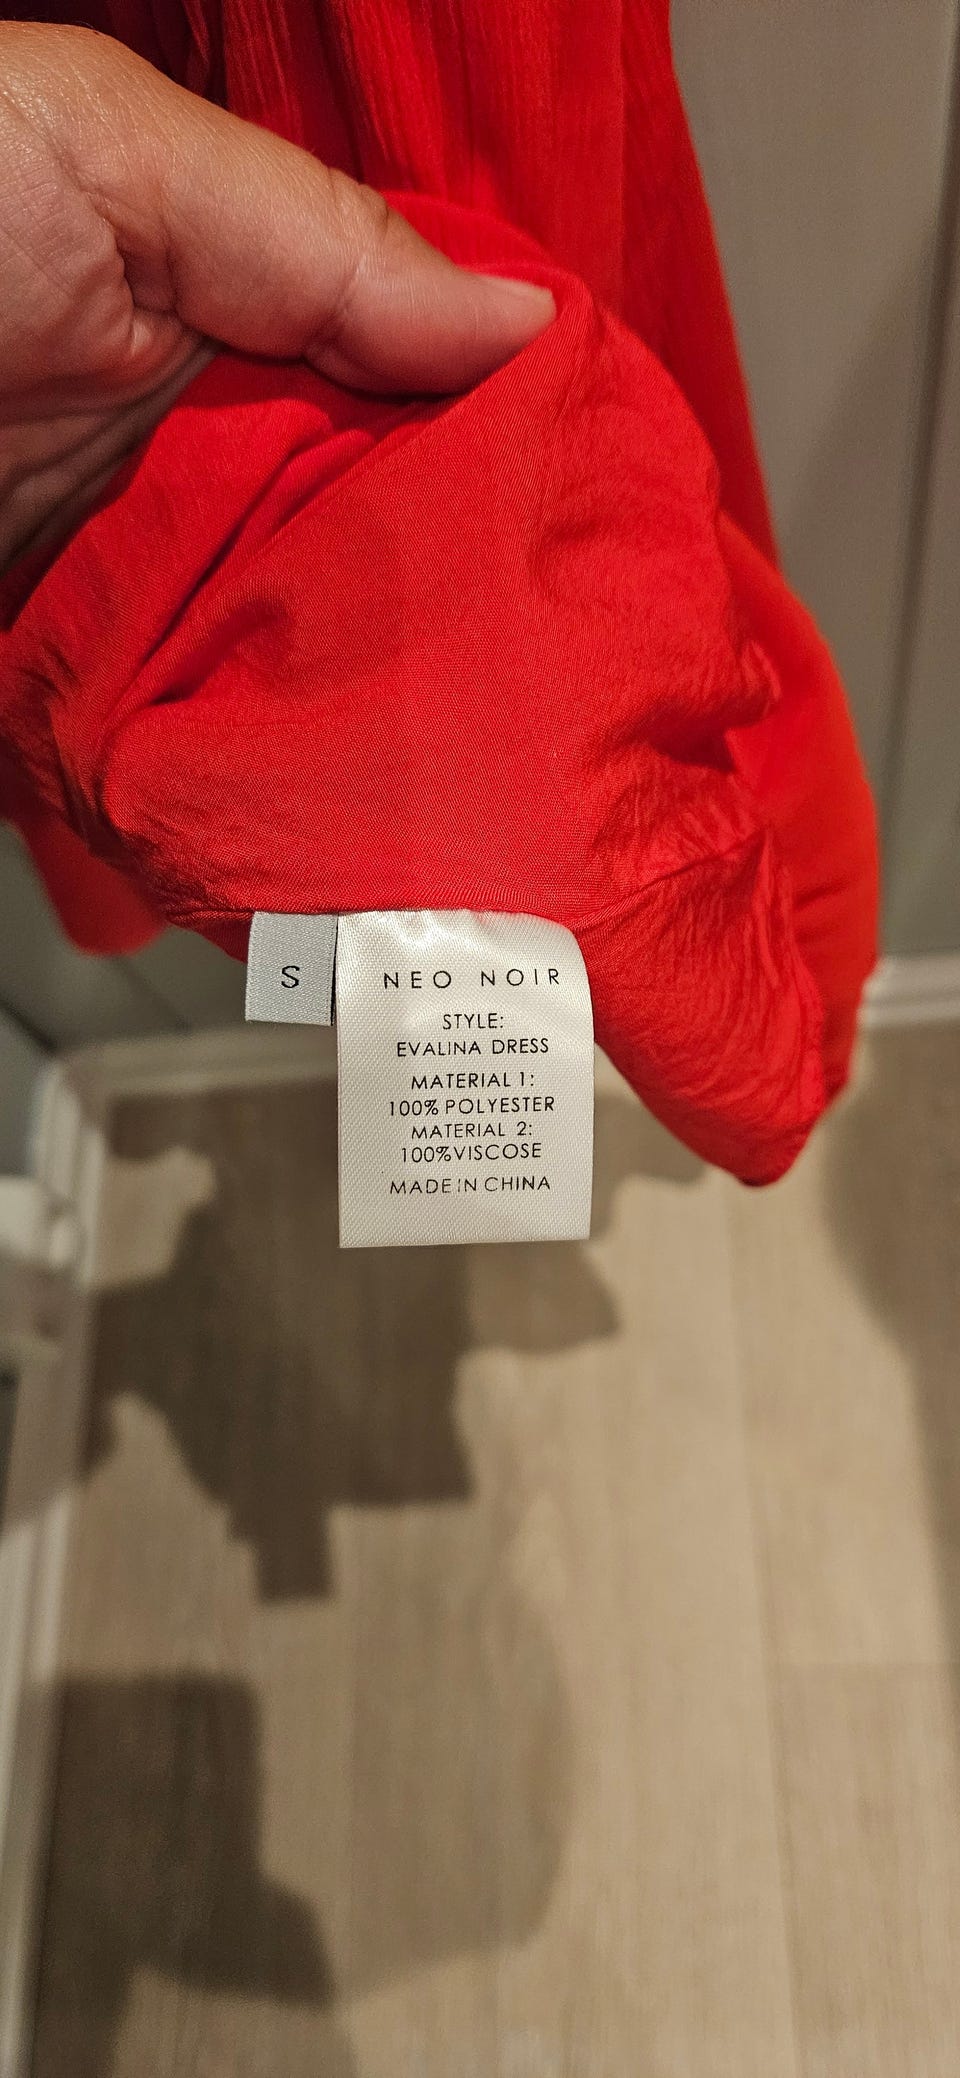 S
NEO NOIR
STYLE:
EVALINA DRESS
MATERIAL 1:
100% POLYESTER
MATERIAL 2:
100%VISCOSE
MADE IN CHINA